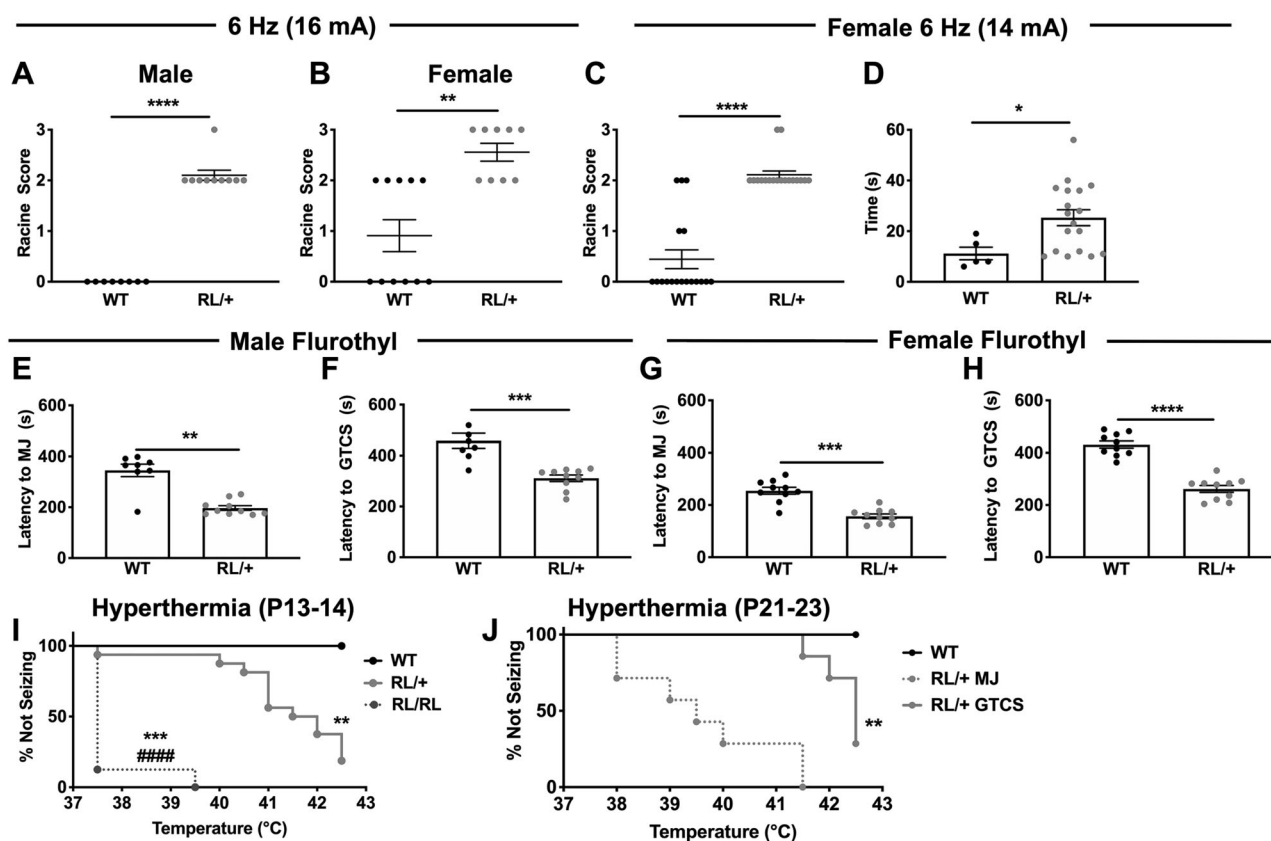 6 Hz (16 mA)
Female 6 Hz (14 mA)
A
Male
B
Female
C
D
****
**
****
*
Racine Score
3
2
1
0
WT
RL/+
Racine Score
3
2
1
0
WT
RL/+
Racine Score
3
2
1
0
WT
RL/+
Time (s)
60
40
20
0
WT
RL/+
Male Flurothyl
Female Flurothyl
E
F
G
H
**
***
***
****
Latency to MJ (s)
600
400
200
0
WT
RL/+
Latency to GTCS (s)
600
400
200
0
WT
RL/+
Latency to MJ (s)
600
400
200
0
WT
RL/+
Latency to GTCS (s)
600
400
200
0
WT
RL/+
I
Hyperthermia (P13-14)
% Not Seizing
100
50
0
37 38 39 40 41 42 43
Temperature (°C)
***
####
**
WT
RL/+
RL/RL
J
Hyperthermia (P21-23)
% Not Seizing
100
50
0
37 38 39 40 41 42 43
Temperature (°C)
**
WT
RL/+ MJ
RL/+ GTCS